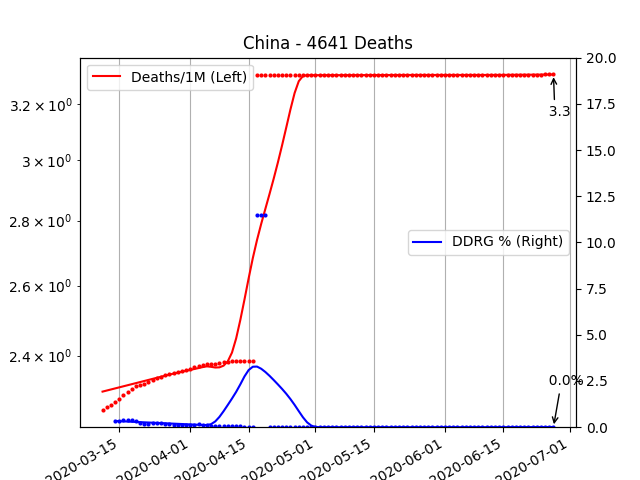 China - 4641 Deaths
Deaths/1M (Left)
DDRG % (Right)
3.3
0.0%
3.2 × 10⁰
3 × 10⁰
2.8 × 10⁰
2.6 × 10⁰
2.4 × 10⁰
20.0
17.5
15.0
12.5
10.0
7.5
5.0
2.5
0.0
2020-03-15
2020-04-01
2020-04-15
2020-05-01
2020-05-15
2020-06-01
2020-06-15
2020-07-01